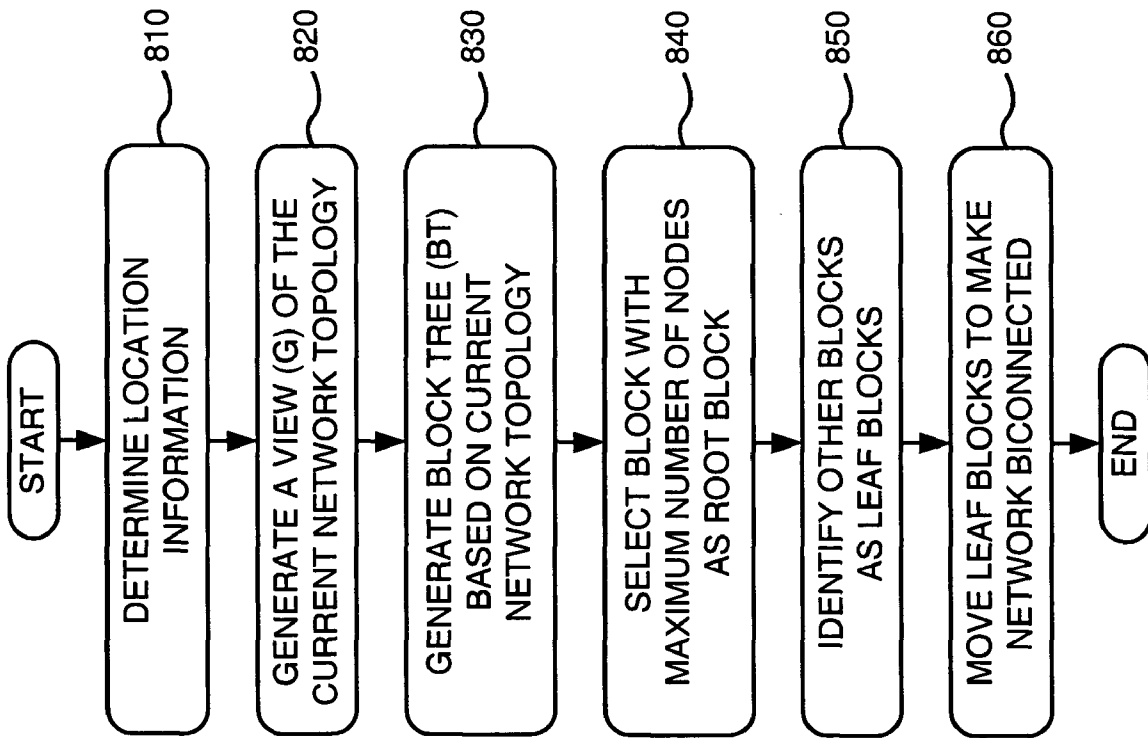 START
DETERMINE LOCATION
INFORMATION
810
GENERATE A VIEW (G) OF THE
CURRENT NETWORK TOPOLOGY
820
GENERATE BLOCK TREE (BT)
BASED ON CURRENT
NETWORK TOPOLOGY
830
SELECT BLOCK WITH
MAXIMUM NUMBER OF NODES
AS ROOT BLOCK
840
IDENTIFY OTHER BLOCKS
AS LEAF BLOCKS
850
MOVE LEAF BLOCKS TO MAKE
NETWORK BICONNECTED
860
END